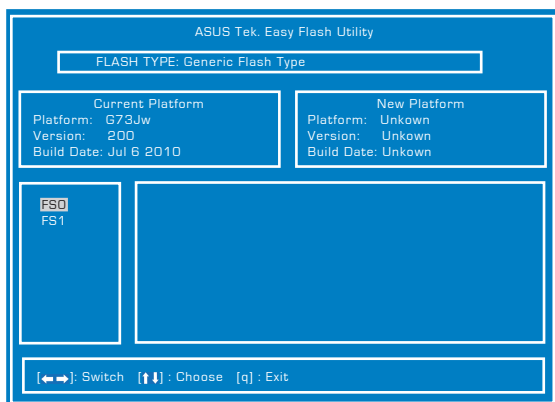 ASUS Tek. Easy Flash Utility
FLASH TYPE: Generic Flash Type
Current Platform
Platform: G73Jw
Version: 200
Build Date: Jul 6 2010
New Platform
Platform: Unkown
Version: Unkown
Build Date: Unkown
FS0
FS1
[←→]: Switch [↑↓] : Choose [q] : Exit